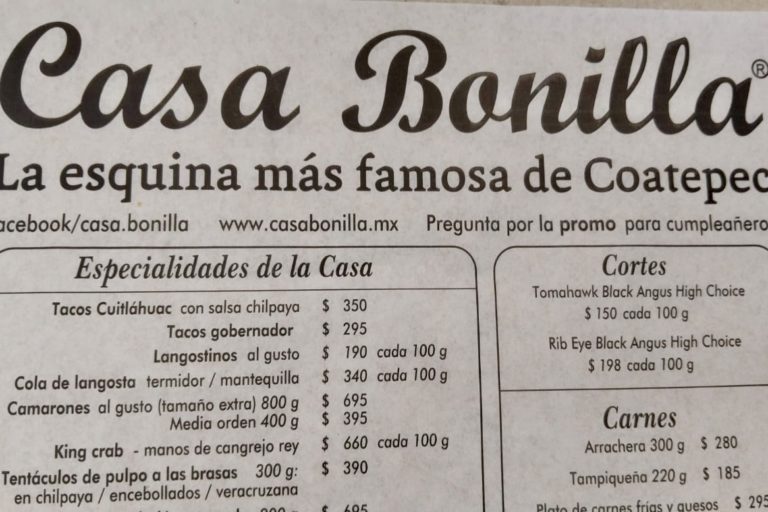 Casa Bonilla®
La esquina más famosa de Coatepec
acebook/casa.bonilla www.casabonilla.mx Pregunta por la promo para cumpleañero
Especialidades de la Casa
Tacos Cuitláhuac con salsa chilpaya $ 350
Tacos gobernador $ 295
Langostinos al gusto $ 190 cada 100 g
Cola de langosta termidor / mantequilla $ 340 cada 100 g
Camarones al gusto (tamaño extra) 800 g $ 695
Media orden 400 g $ 395
King crab - manos de cangrejo rey $ 660 cada 100 g
Tentáculos de pulpo a las brasas 300 g: $ 390
en chilpaya / encebollados / veracruzana
$ 695
Cortes
Tomahawk Black Angus High Choice
$ 150 cada 100 g
Rib Eye Black Angus High Choice
$ 198 cada 100 g
Carnes
Arrachera 300 g $ 280
Tampiqueña 220 g $ 185
Plato de carnes frías y quesos $ 295